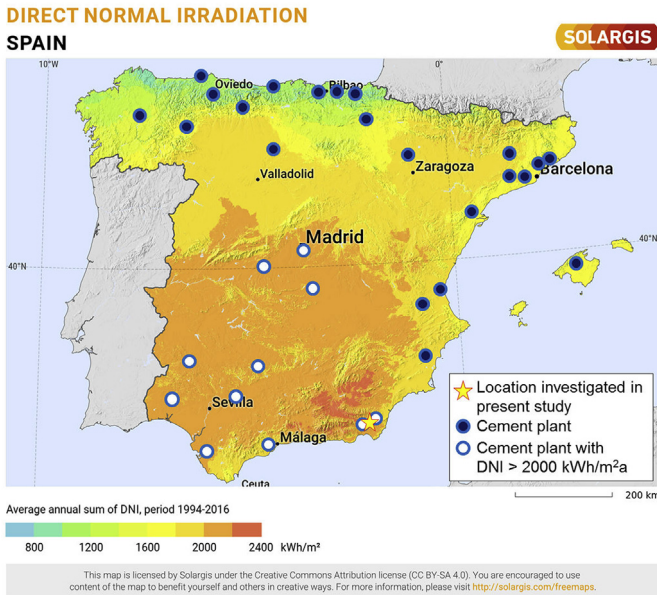 DIRECT NORMAL IRRADIATION
SPAIN
SOLARGIS
10°W
0°
Oviedo
Bilbao
Zaragoza
Barcelona
Valladolid
Madrid
40°N
40°N
Location investigated in
present study
Cement plant
Cement plant with
DNI > 2000 kWh/m²a
Sevilla
Málaga
Ceuta
200 km
Average annual sum of DNI, period 1994-2016
800 1200 1600 2000 2400 kWh/m²
This map is licensed by Solargis under the Creative Commons Attribution license (CC BY-SA 4.0). You are encouraged to use
content of the map to benefit yourself and others in creative ways. For more information, please visit http://solargis.com/freemaps.